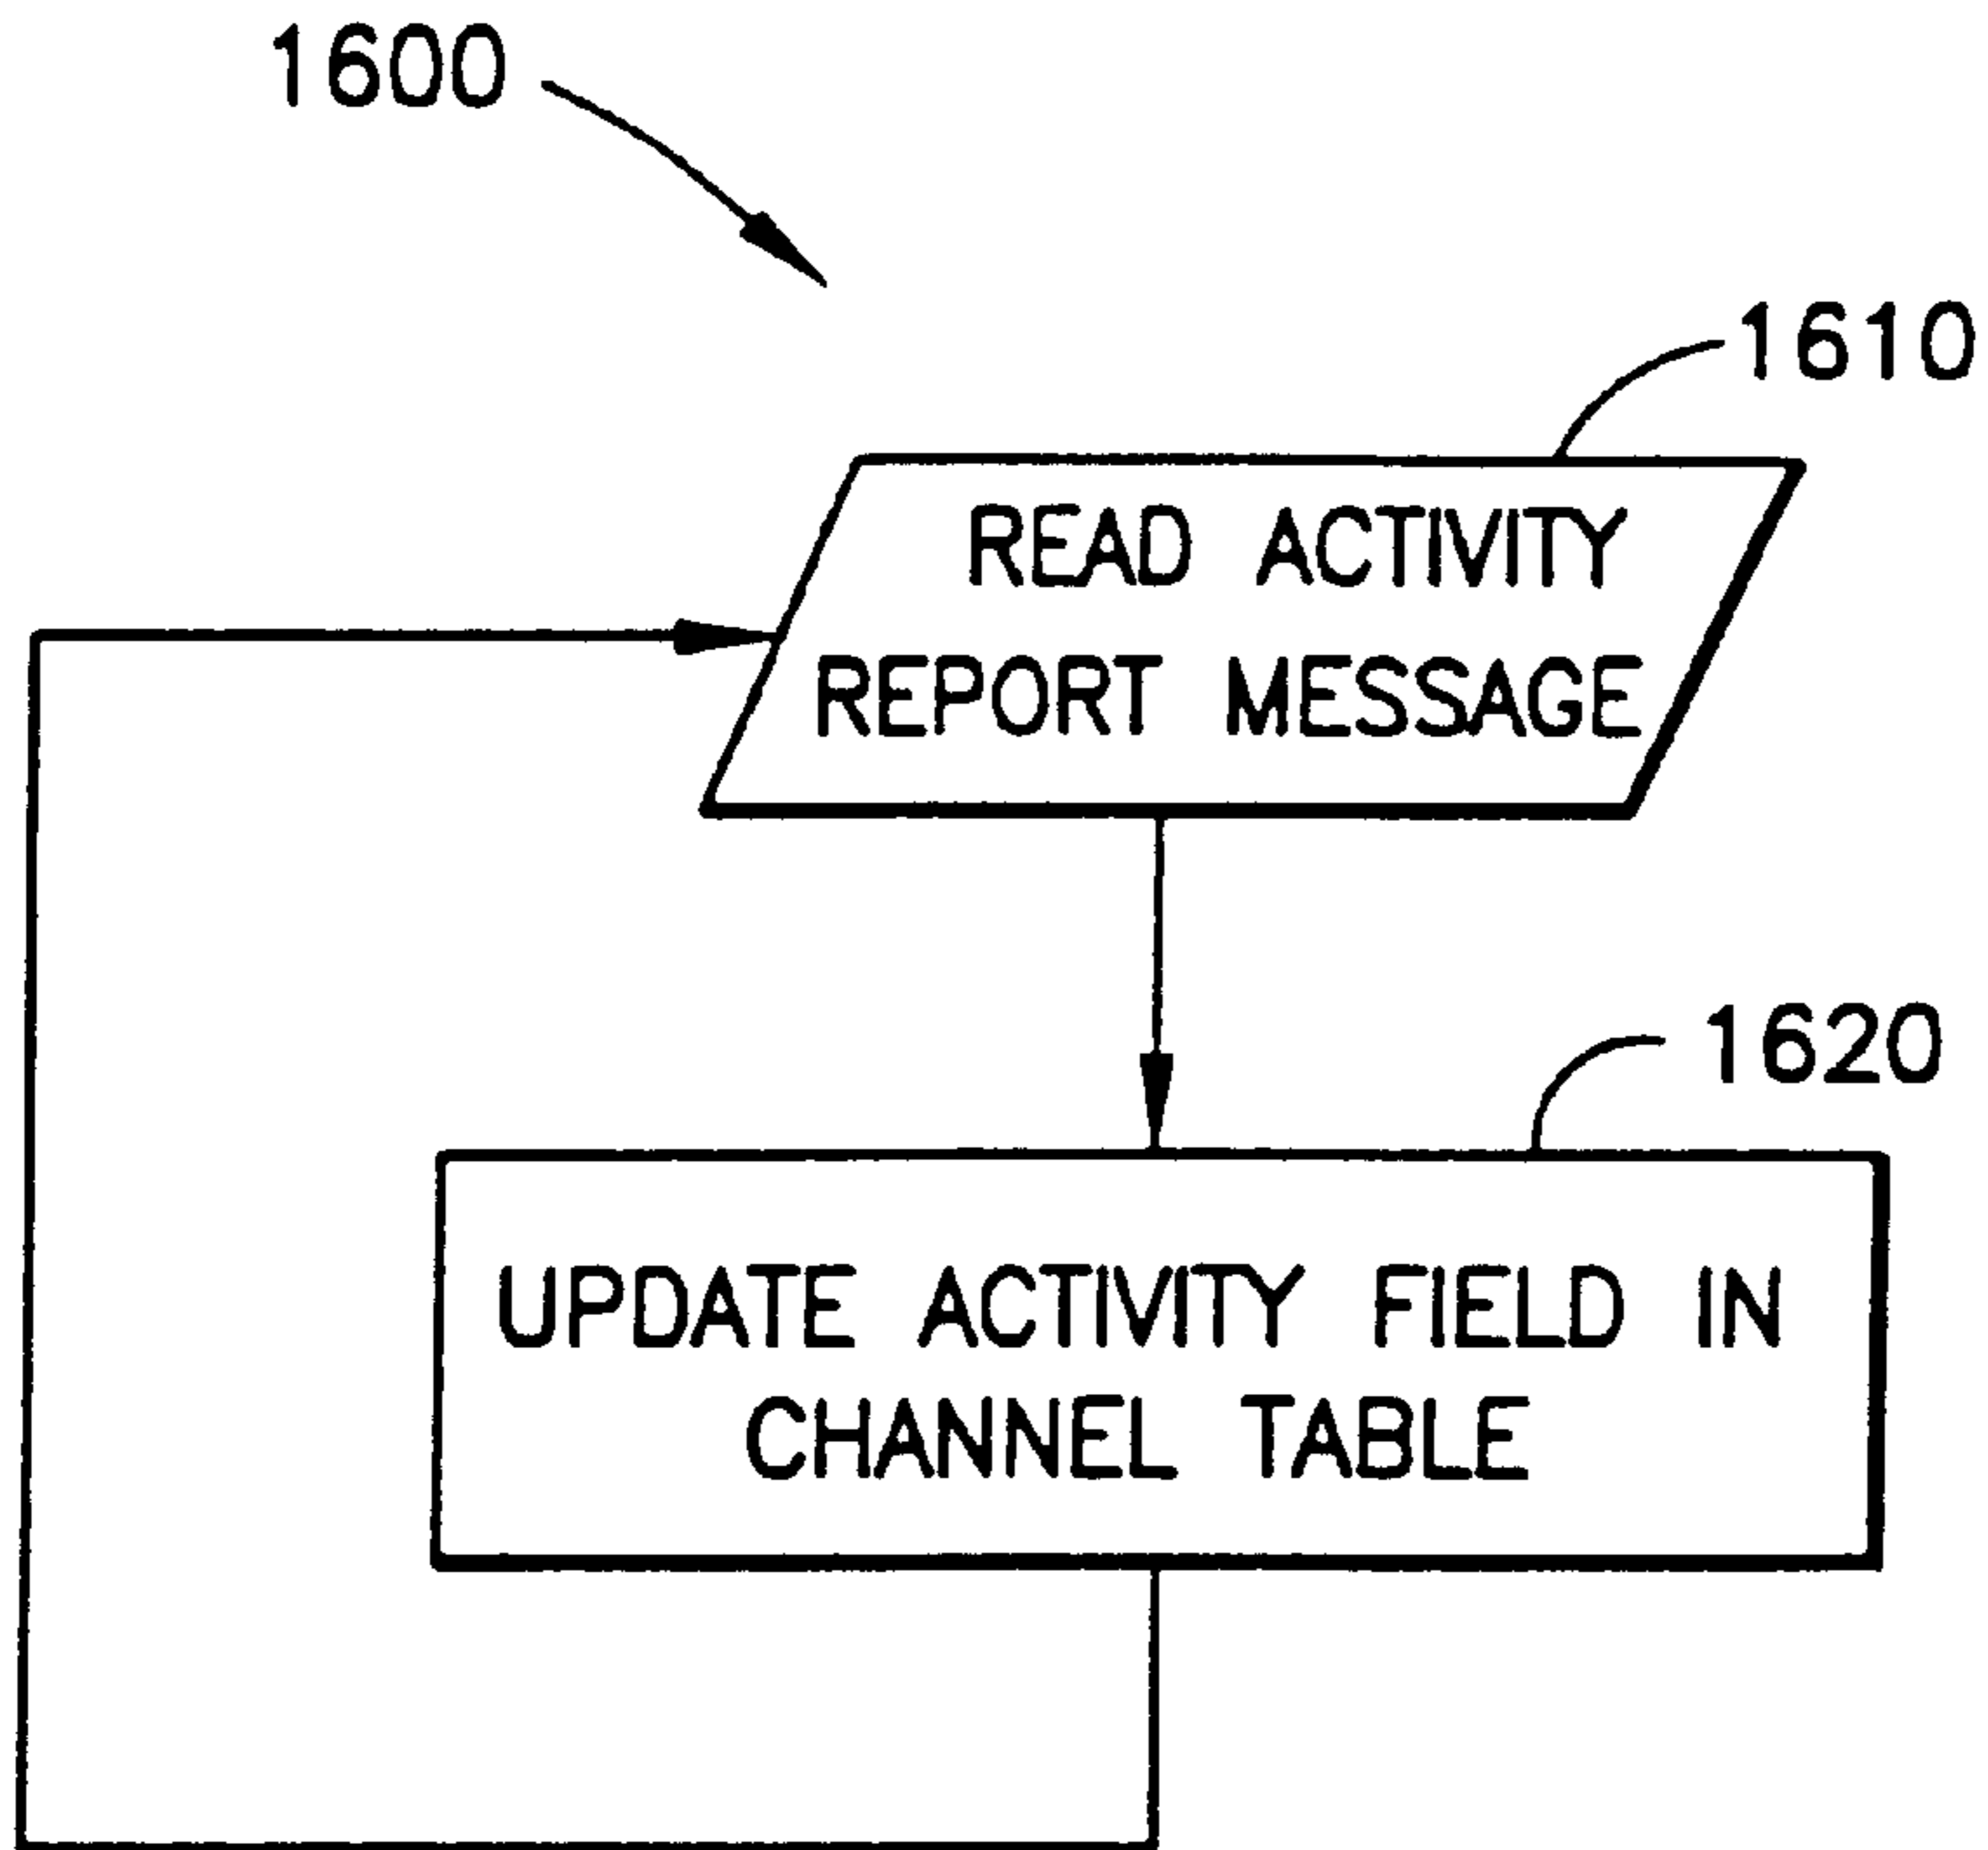 1600
1610
READ ACTIVITY
REPORT MESSAGE
1620
UPDATE ACTIVITY FIELD IN
CHANNEL TABLE